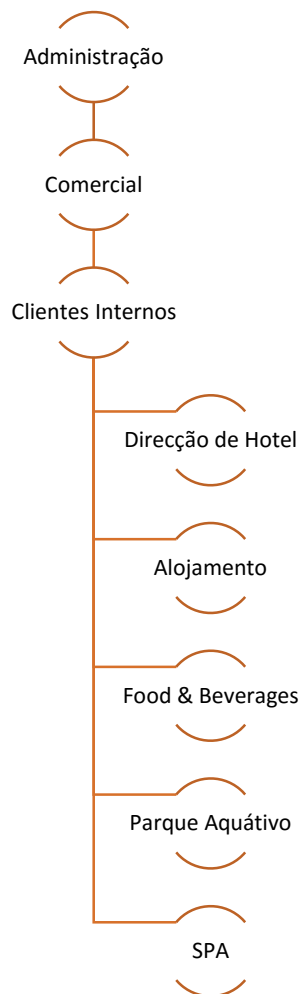 Administração
Comercial
Clientes Internos
Direcção de Hotel
Alojamento
Food & Beverages
Parque Aquátivo
SPA